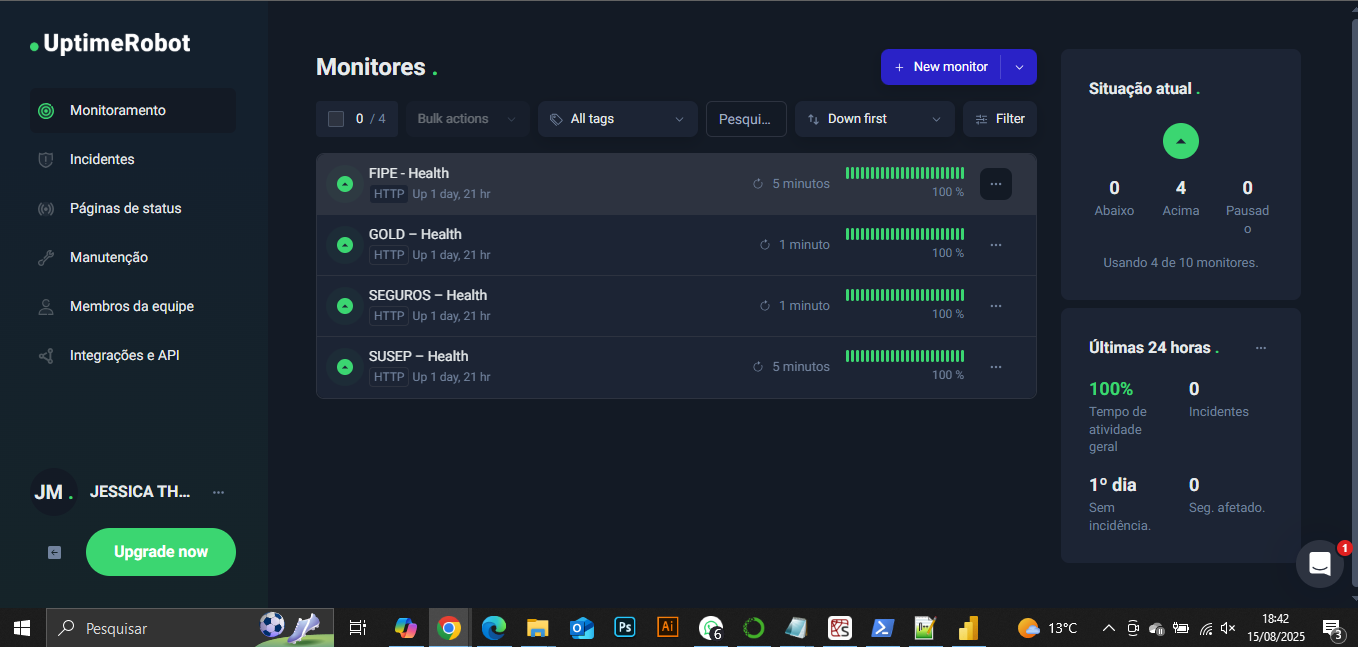 UptimeRobot
Monitoramento
Incidentes
Páginas de status
Manutenção
Membros da equipe
Integrações e API
JM .
JESSICA TH...
Upgrade now
Monitores .
+ New monitor
0 / 4
Bulk actions
All tags
Pesqui...
Down first
Filter
FIPE - Health
HTTP Up 1 day, 21 hr
5 minutos
100 %
GOLD – Health
HTTP Up 1 day, 21 hr
1 minuto
100 %
SEGUROS – Health
HTTP Up 1 day, 21 hr
1 minuto
100 %
SUSEP – Health
HTTP Up 1 day, 21 hr
5 minutos
100 %
Situação atual .
0 4 0
Abaixo Acima Pausad
o
Usando 4 de 10 monitores.
Últimas 24 horas .
100% 0
Tempo de Incidentes
atividade
geral
1º dia 0
Sem Seg. afetado.
incidência.
1
Pesquisar
Ps
Ai
6
13°C
18:42
15/08/2025
3